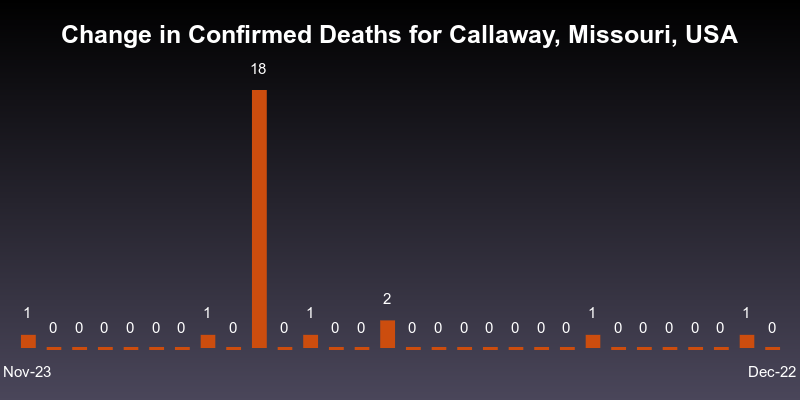 Change in Confirmed Deaths for Callaway, Missouri, USA
18
1 0 0 0 0 0 0 1 0 0 1 0 0 2 0 0 0 0 0 0 0 1 0 0 0 0 0 1 0
Nov-23 Dec-22